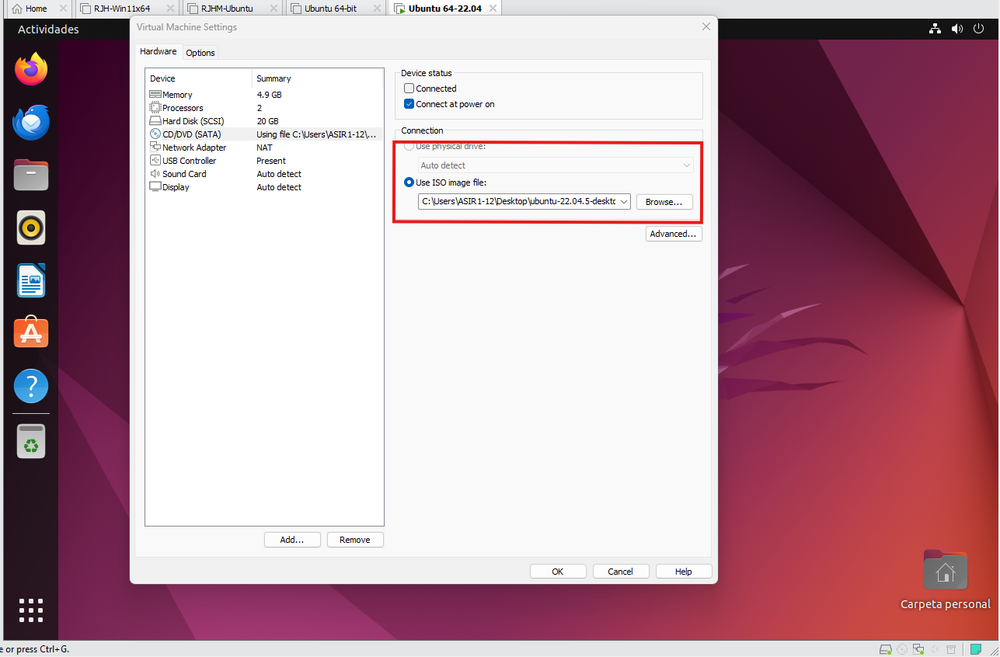 Home
RJH-Win11x64
RJHM-Ubuntu
Ubuntu 64-bit
Ubuntu 64-22.04
Actividades
Virtual Machine Settings
Hardware
Options
Device Summary
Memory 4.9 GB
Processors 2
Hard Disk (SCSI) 20 GB
CD/DVD (SATA) Using file C:\Users\ASIR1-12\...
Network Adapter NAT
USB Controller Present
Sound Card Auto detect
Display Auto detect
Add...
Remove
Device status
Connected
Connect at power on
Connection
Use physical drive:
Auto detect
Use ISO image file:
C:\Users\ASIR1-12\Desktop\ubuntu-22.04.5-deskto
Browse...
Advanced...
OK
Cancel
Help
Carpeta personal
e or press Ctrl+G.